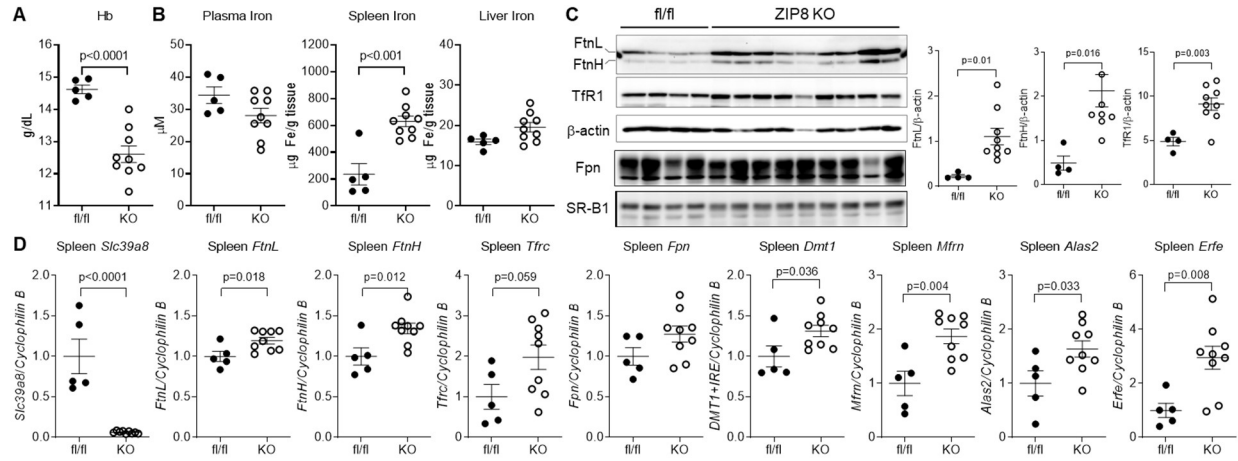 A Hb
p<0.0001
g/dL
16
15
14
13
12
11
fl/fl KO
B Plasma Iron
µM
50
40
30
20
10
0
fl/fl KO
Spleen Iron
p<0.001
µg Fe/g tissue
1200
1000
800
600
400
200
0
fl/fl KO
Liver Iron
µg Fe/g tissue
40
30
20
10
0
fl/fl KO
C fl/fl ZIP8 KO
FtnL
FtnH
TfR1
β-actin
Fpn
SR-B1
p=0.01
FtnL/β-actin
3
2
1
0
fl/fl KO
p=0.016
FtnH/β-actin
3.0
2.5
2.0
1.5
1.0
0.5
0.0
fl/fl KO
p=0.003
TfR1/β-actin
15
10
5
0
fl/fl KO
D Spleen Slc39a8
p<0.0001
Slc39a8/Cyclophilin B
2.0
1.5
1.0
0.5
0.0
fl/fl KO
Spleen FtnL
p=0.018
FtnL/Cyclophilin B
2.0
1.5
1.0
0.5
0.0
fl/fl KO
Spleen FtnH
p=0.012
FtnH/Cyclophilin B
2.0
1.5
1.0
0.5
0.0
fl/fl KO
Spleen Tfrc
p=0.059
Tfrc/Cyclophilin B
4
3
2
1
0
fl/fl KO
Spleen Fpn
Fpn/Cyclophilin B
2.0
1.5
1.0
0.5
0.0
fl/fl KO
Spleen Dmt1
p=0.036
DMT1+IRE/Cyclophilin B
2.0
1.5
1.0
0.5
0.0
fl/fl KO
Spleen Mfrn
p=0.004
Mfrn/Cyclophilin B
3
2
1
0
fl/fl KO
Spleen Alas2
p=0.033
Alas2/Cyclophilin B
3
2
1
0
fl/fl KO
Spleen Erfe
p=0.008
Erfe/Cyclophilin B
6
4
2
0
fl/fl KO